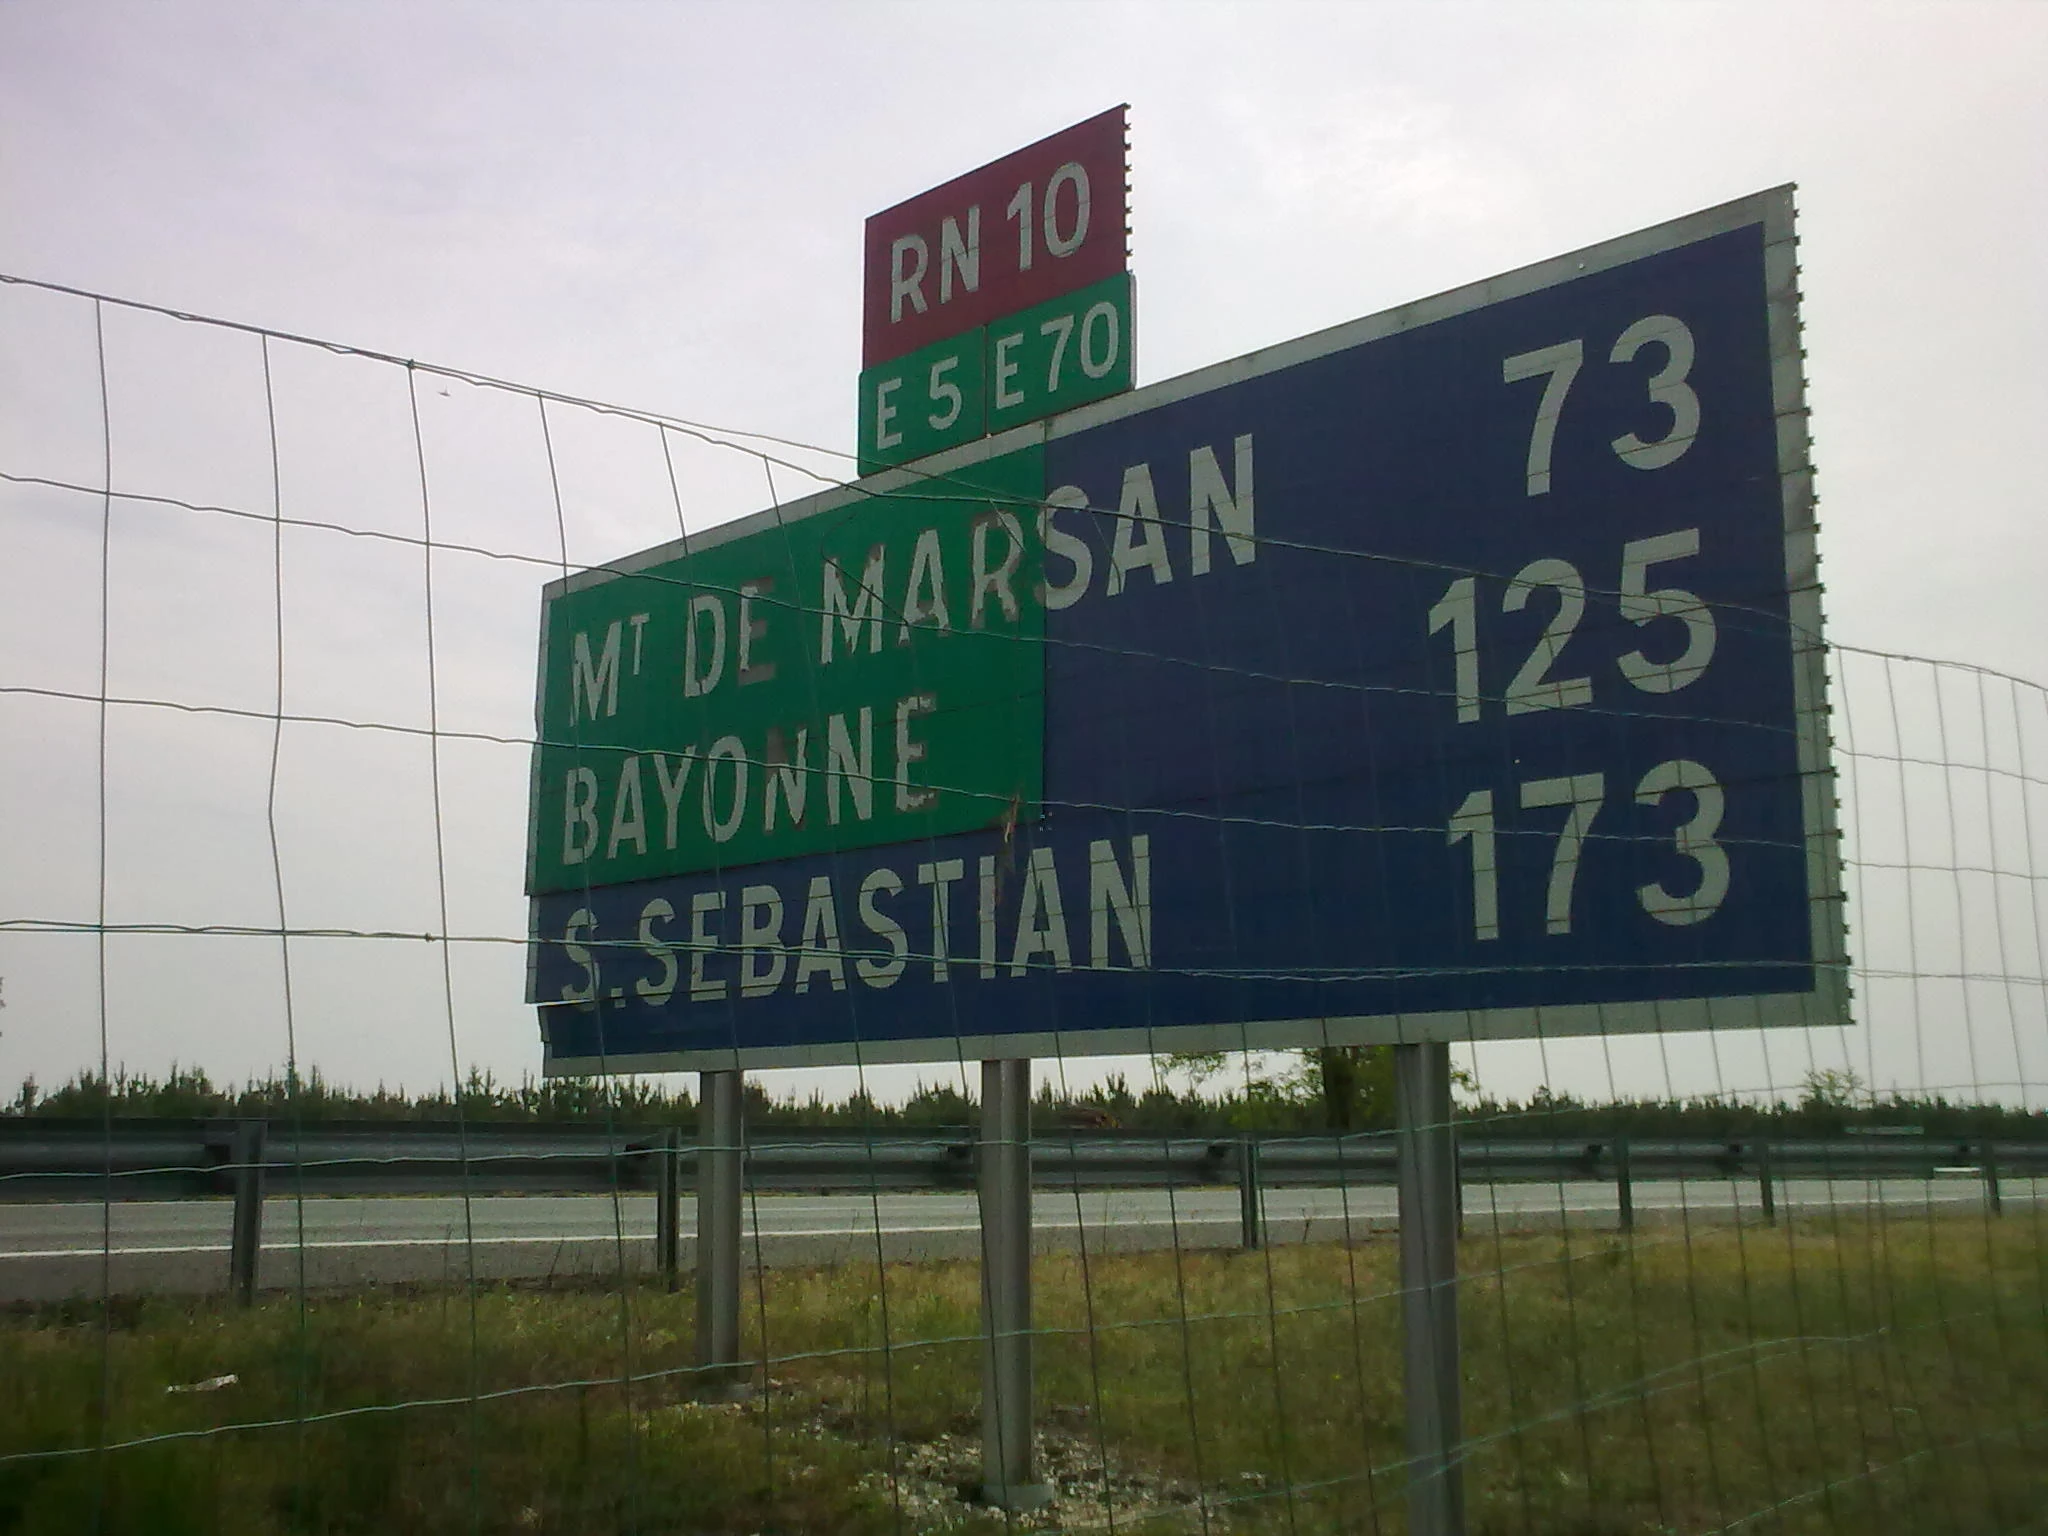 RN 10
E 5 E 70
MT DE MARSAN 73
BAYONNE 125
S. SEBASTIAN 173